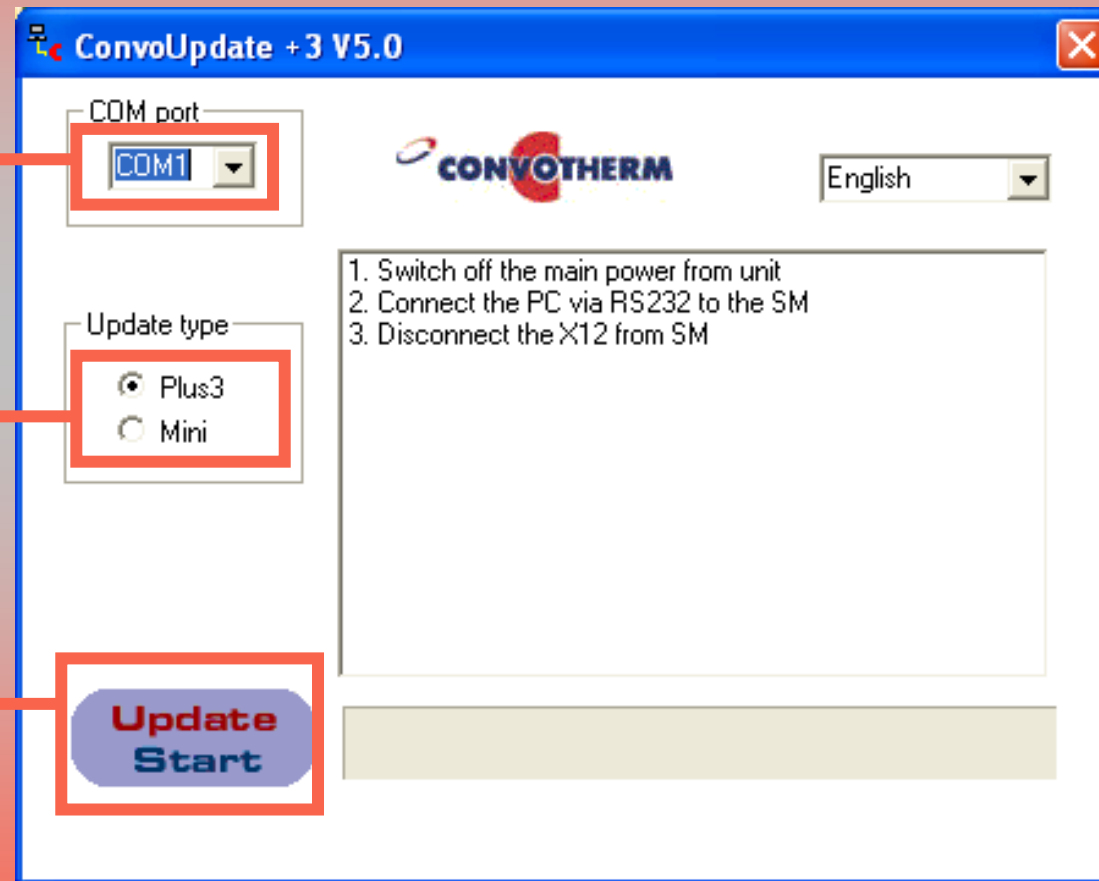 ConvoUpdate +3 V5.0
COM port
COM1
CONVOTHERM
English
1. Switch off the main power from unit
2. Connect the PC via RS232 to the SM
3. Disconnect the X12 from SM
Update type
Plus3
Mini
Update
Start